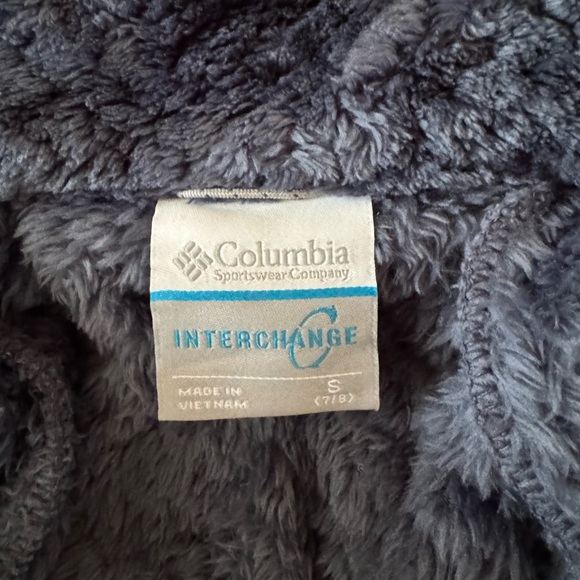 Columbia
Sportswear Company
INTERCHANGE
MADE IN
VIETNAM
S
(7/8)